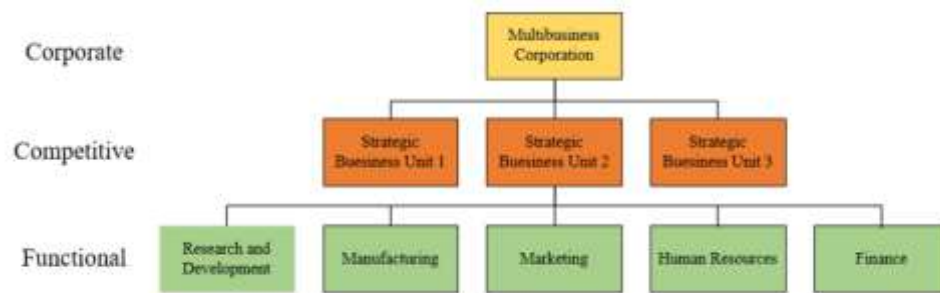 Corporate
Multibusiness
Corporation
Competitive
Strategic
Buesiness Unit 1
Strategic
Buesiness Unit 2
Strategic
Buesiness Unit 3
Functional
Research and
Development
Manufacturing
Marketing
Human Resources
Finance